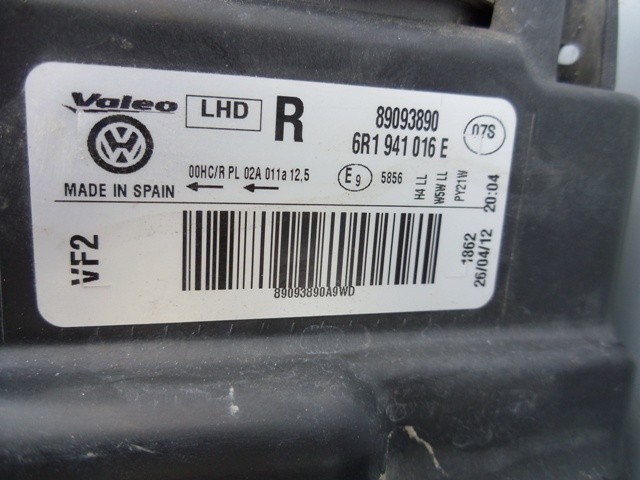 Valeo LHD R 89093890 07S
6R1 941 016 E
00HC/R PL 02A 011a 12,5 E9 5856
H4 LL
W5W LL
PY21W
MADE IN SPAIN
VF2
89093890A9WD
1862
26/04/12 20:04